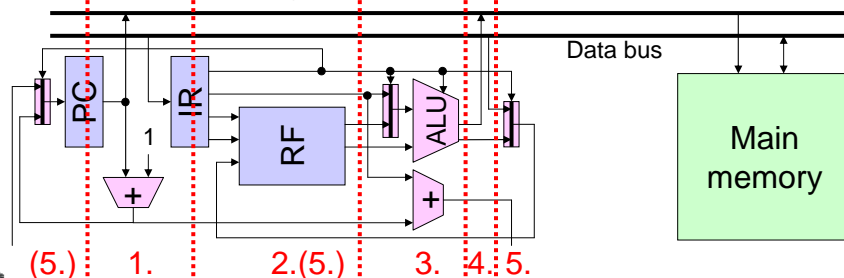 Data bus
PC
IR
RF
ALU
1
+
+
Main
memory
(5.) 1. 2.(5.) 3. 4. 5.